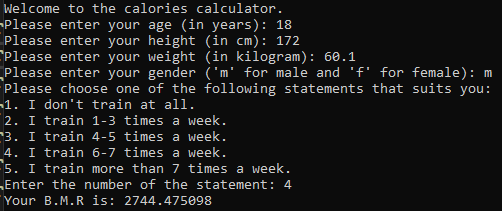 Welcome to the calories calculator.
Please enter your age (in years): 18
Please enter your height (in cm): 172
Please enter your weight (in kilogram): 60.1
Please enter your gender ('m' for male and 'f' for female): m
Please choose one of the following statements that suits you:
1. I don't train at all.
2. I train 1-3 times a week.
3. I train 4-5 times a week.
4. I train 6-7 times a week.
5. I train more than 7 times a week.
Enter the number of the statement: 4
Your B.M.R is: 2744.475098